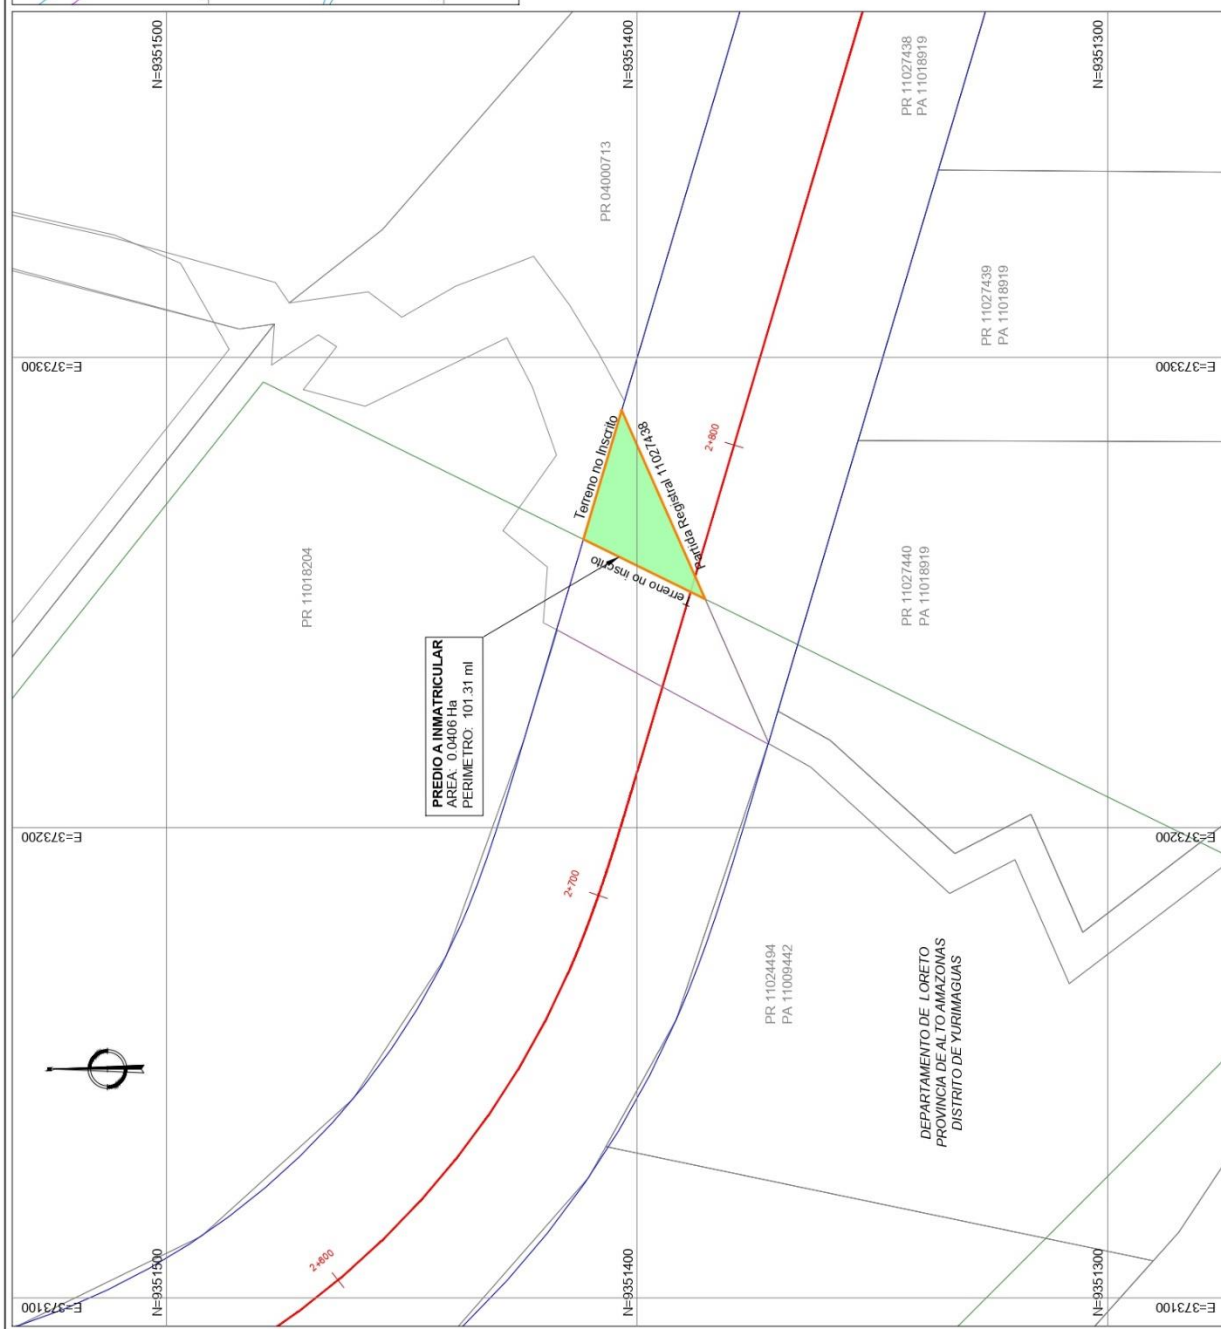 N=9351500
N=9351400
N=9351300
PR 11027438
PA 11018919
PR 04000713
PR 11027439
PA 11018919
E=373300
E=373300
Terreno no Inscrito
Partida Registral 11027438
Terreno no inscrito
2+800
PR 11018204
PR 11027440
PA 11018919
PREDIO A INMATRICULAR
AREA: 0.0406 Ha
PERIMETRO: 101.31 ml
E=373200
E=373200
2+700
PR 11024494
PA 11009442
DEPARTAMENTO DE LORETO
PROVINCIA DE ALTO AMAZONAS
DISTRITO DE YURIMAGUAS
2+600
N=9351500
N=9351400
N=9351300
E=373100
E=373100